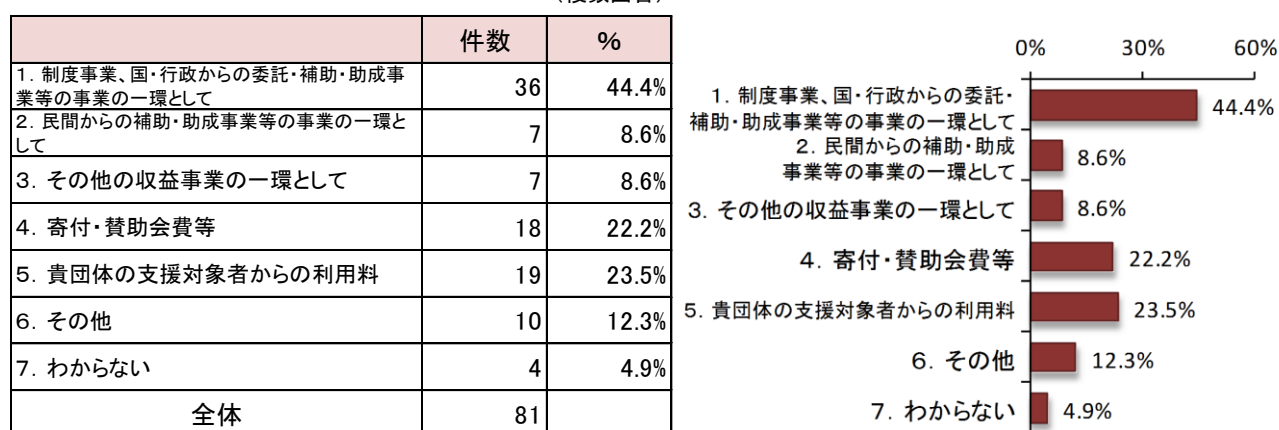 (複数回答)
件数 %
1. 制度事業、国・行政からの委託・補助・助成事
業等の事業の一環として 36 44.4%
2. 民間からの補助・助成事業等の事業の一環と
して 7 8.6%
3. その他の収益事業の一環として 7 8.6%
4. 寄付・賛助会費等 18 22.2%
5. 貴団体の支援対象者からの利用料 19 23.5%
6. その他 10 12.3%
7. わからない 4 4.9%
全体 81
0% 30% 60%
1. 制度事業、国・行政からの委託・
補助・助成事業等の事業の一環として 44.4%
2. 民間からの補助・助成
事業等の事業の一環として 8.6%
3. その他の収益事業の一環として 8.6%
4. 寄付・賛助会費等 22.2%
5. 貴団体の支援対象者からの利用料 23.5%
6. その他 12.3%
7. わからない 4.9%